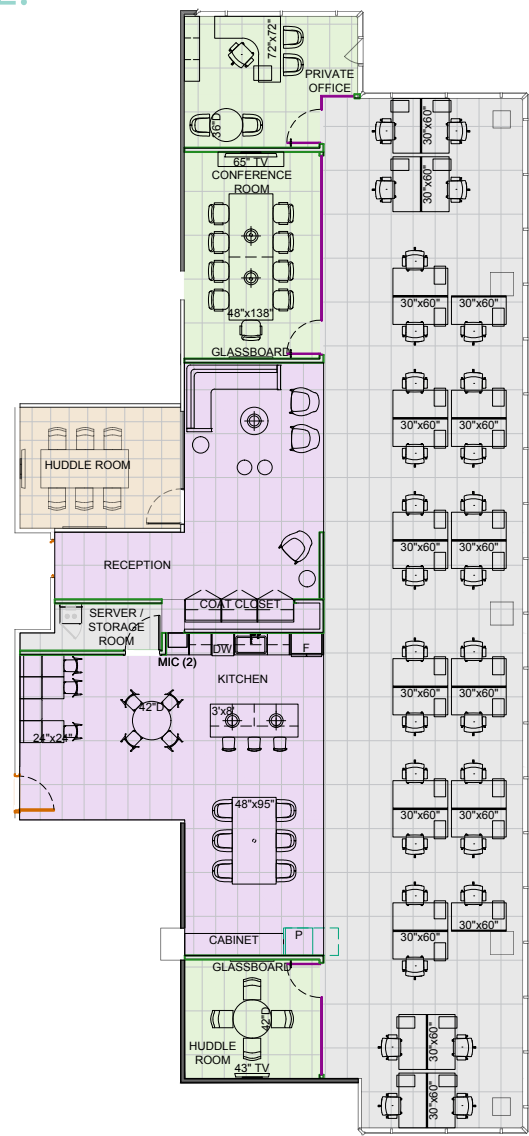 72"x72"
PRIVATE
OFFICE
36"D
30"x60"
65" TV
CONFERENCE
ROOM
30"x60"
48"x138"
GLASSBOARD
30"x60" 30"x60"
30"x60" 30"x60"
HUDDLE ROOM
30"x60" 30"x60"
RECEPTION
COAT CLOSET
SERVER /
STORAGE
ROOM
MIC (2)
DW
F
KITCHEN
30"x60" 30"x60"
42"D
3'x8'
24"x24"
48"x95"
30"x60" 30"x60"
CABINET
P
30"x60" 30"x60"
GLASSBOARD
42"D
HUDDLE
ROOM
43" TV
30"x60"
30"x60"